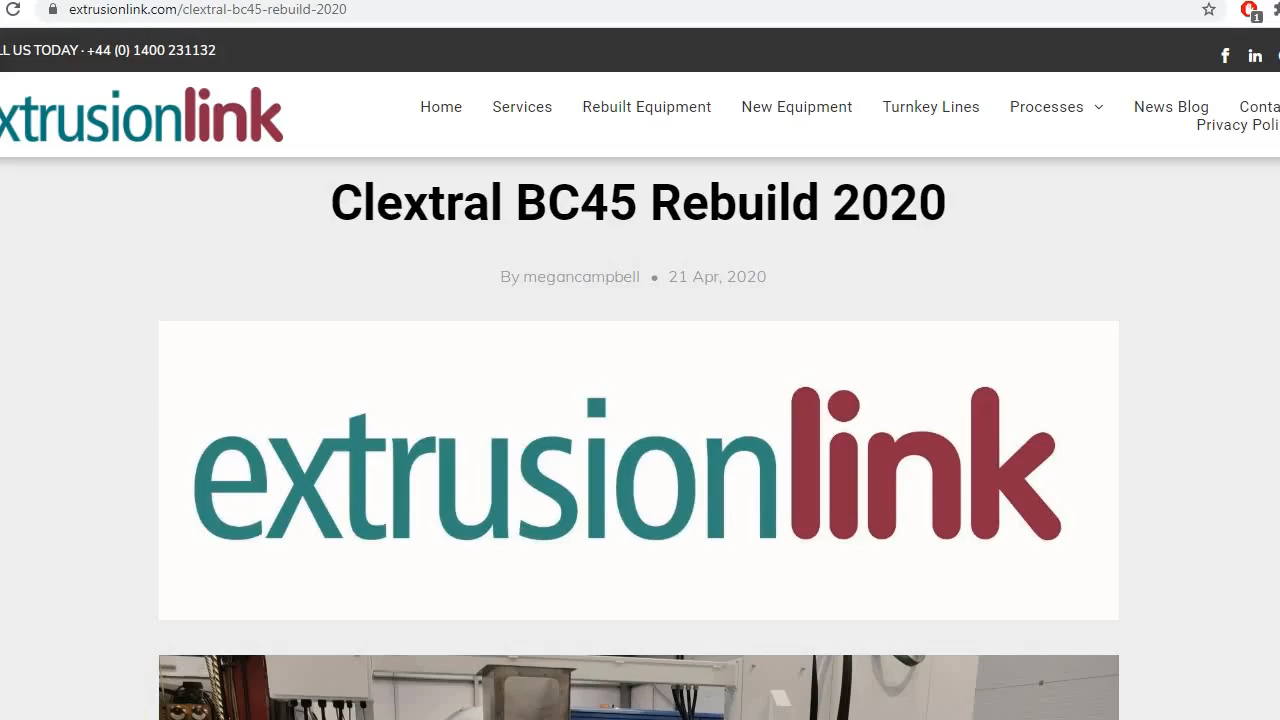 extrusionlink.com/clextral-bc45-rebuild-2020
1
LL US TODAY · +44 (0) 1400 231132
xtrusionlink
Home Services Rebuilt Equipment New Equipment Turnkey Lines Processes News Blog Conta
Privacy Poli
Clextral BC45 Rebuild 2020
By megancampbell • 21 Apr, 2020
extrusionlink